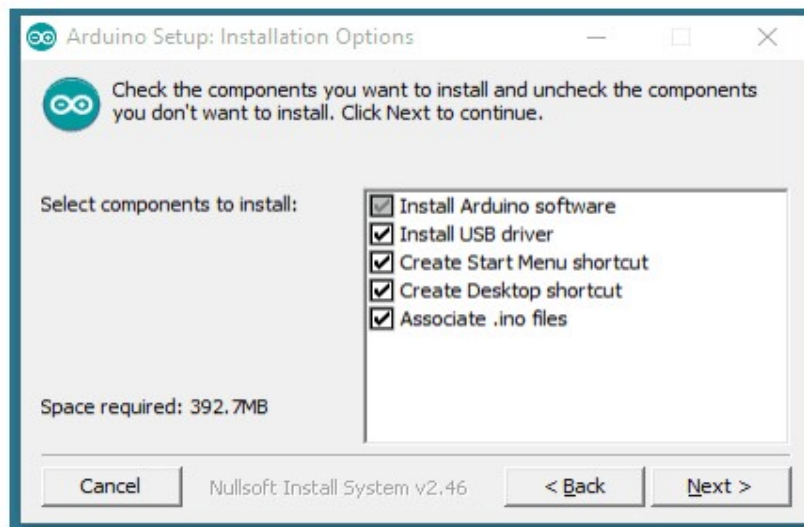 Arduino Setup: Installation Options
Check the components you want to install and uncheck the components
you don't want to install. Click Next to continue.
Select components to install:
Install Arduino software
Install USB driver
Create Start Menu shortcut
Create Desktop shortcut
Associate .ino files
Space required: 392.7MB
Cancel
Nullsoft Install System v2.46
< Back
Next >